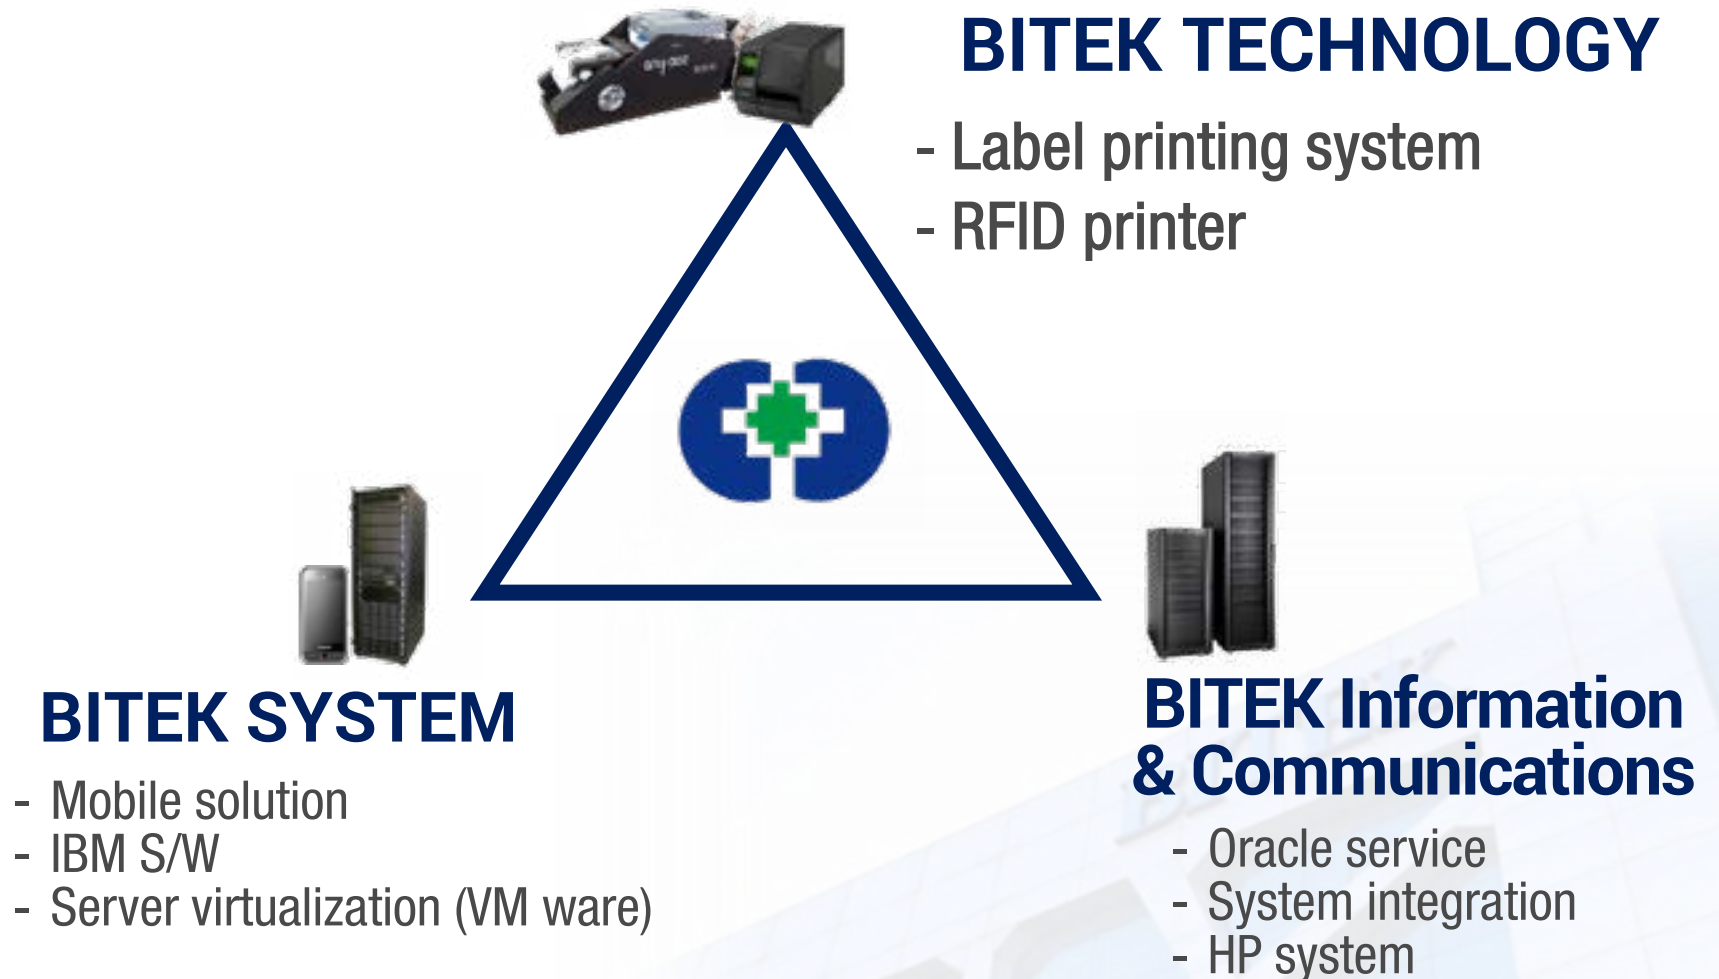 BITEK TECHNOLOGY
- Label printing system
- RFID printer
BITEK SYSTEM
- Mobile solution
- IBM S/W
- Server virtualization (VM ware)
BITEK Information
& Communications
- Oracle service
- System integration
- HP system